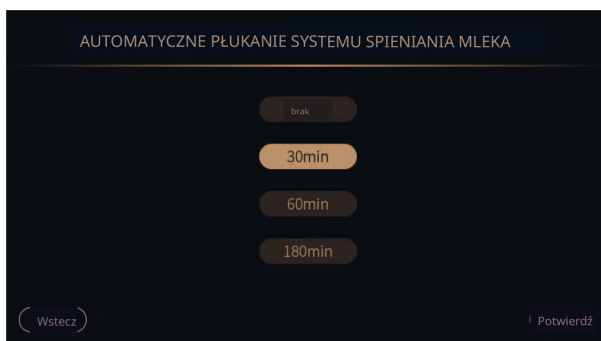 AUTOMATYCZNE PŁUKANIE SYSTEMU SPIENIANIA MLEKA
brak
30min
60min
180min
Wstecz
Potwierdź